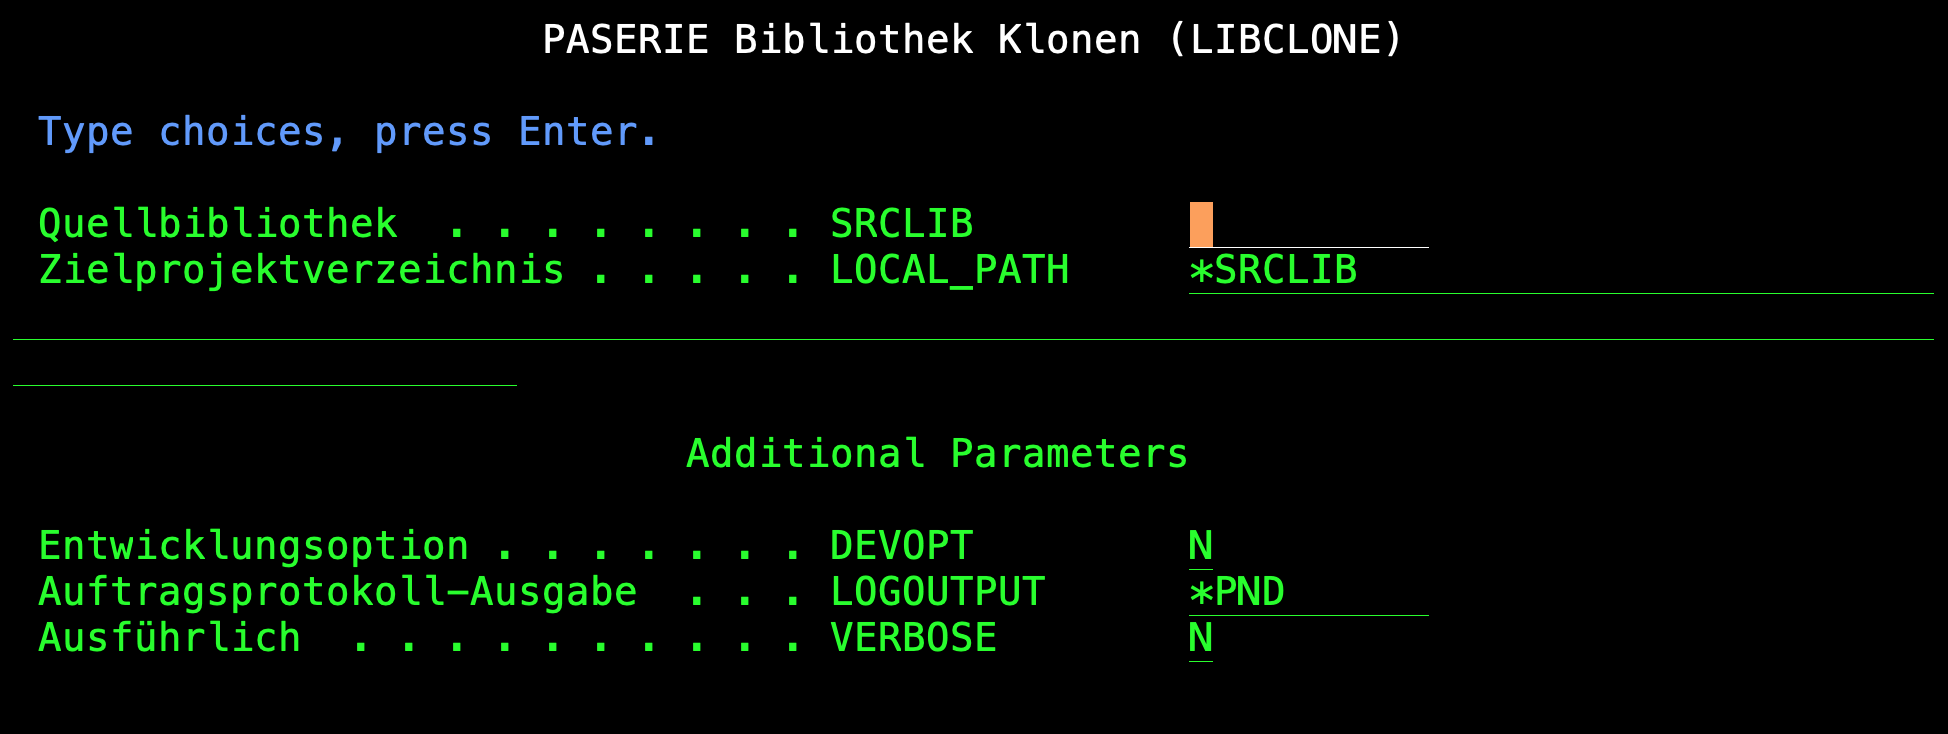 PASERIE Bibliothek Klonen (LIBCLONE)
Type choices, press Enter.
Quellbibliothek  . . . . . . . . SRCLIB
Zielprojektverzeichnis . . . . . LOCAL_PATH     *SRCLIB
Additional Parameters
Entwicklungsoption . . . . . . . DEVOPT         N
Auftragsprotokoll-Ausgabe  . . . LOGOUTPUT      *PND
Ausführlich  . . . . . . . . . . VERBOSE        N